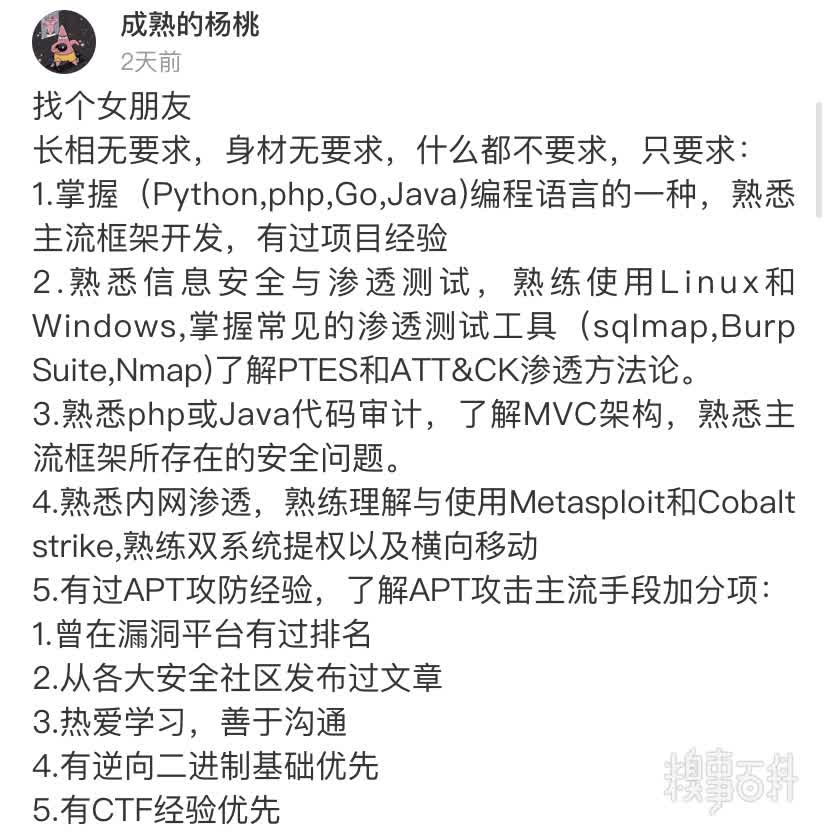 成熟的杨桃
2天前
找个女朋友
长相无要求，身材无要求，什么都不要求，只要求：
1.掌握（Python,php,Go,Java)编程语言的一种，熟悉
主流框架开发，有过项目经验
2.熟悉信息安全与渗透测试，熟练使用Linux和
Windows,掌握常见的渗透测试工具（sqlmap,Burp
Suite,Nmap)了解PTES和ATT&CK渗透方法论。
3.熟悉php或Java代码审计，了解MVC架构，熟悉主
流框架所存在的安全问题。
4.熟悉内网渗透，熟练理解与使用Metasploit和Cobalt
strike,熟练双系统提权以及横向移动
5.有过APT攻防经验，了解APT攻击主流手段加分项：
1.曾在漏洞平台有过排名
2.从各大安全社区发布过文章
3.热爱学习，善于沟通
4.有逆向二进制基础优先
5.有CTF经验优先
糗事百科